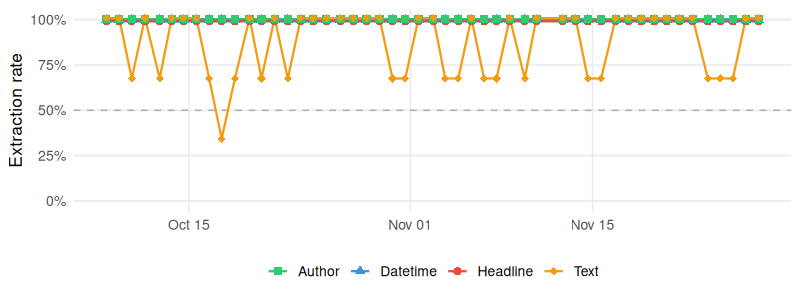 Extraction rate
100%
75%
50%
25%
0%
Oct 15 Nov 01 Nov 15
Author Datetime Headline Text